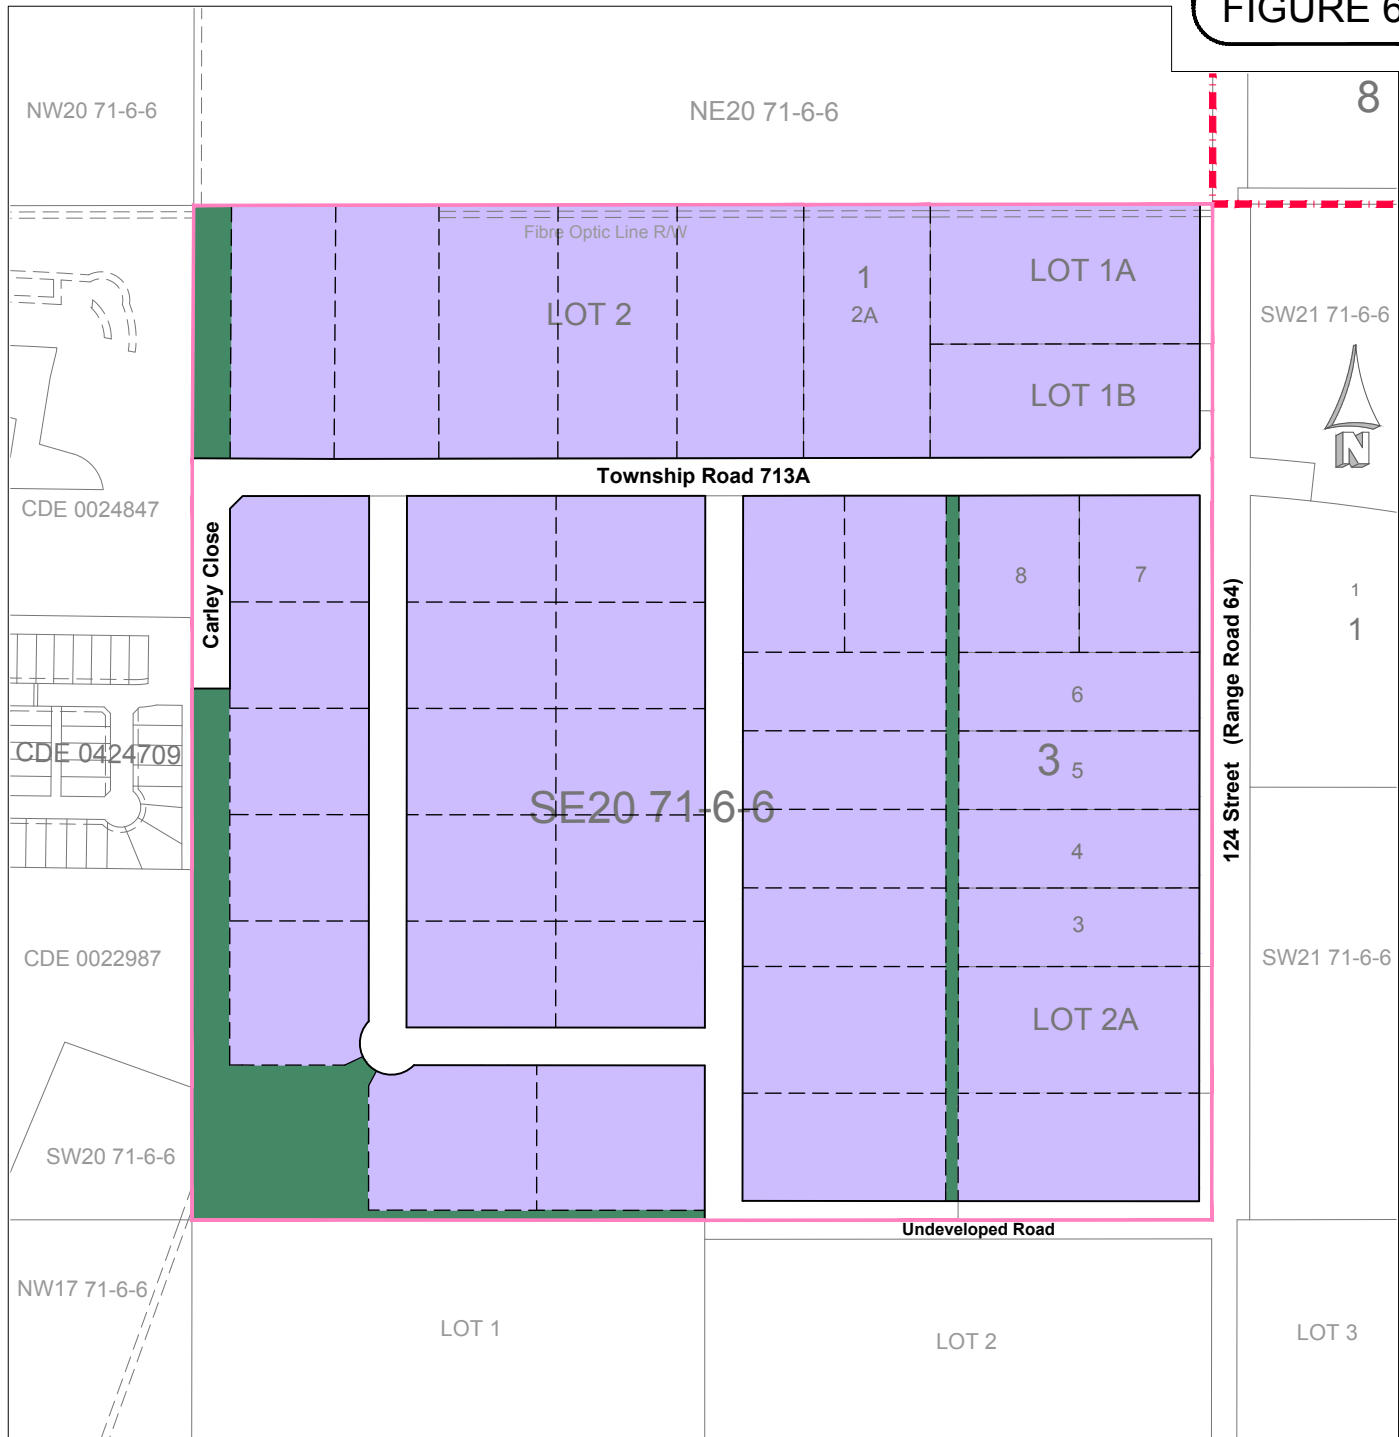 FIGURE 6
NW20 71-6-6
NE20 71-6-6
8
Fibre Optic Line R/W
LOT 2
1
2A
LOT 1A
LOT 1B
SW21 71-6-6
N
Township Road 713A
CDE 0024847
Carley Close
8
7
6
3
5
4
3
LOT 2A
124 Street (Range Road 64)
1
1
CDE 0424709
SE20 71-6-6
CDE 0022987
SW21 71-6-6
SW20 71-6-6
Undeveloped Road
NW17 71-6-6
LOT 1
LOT 2
LOT 3